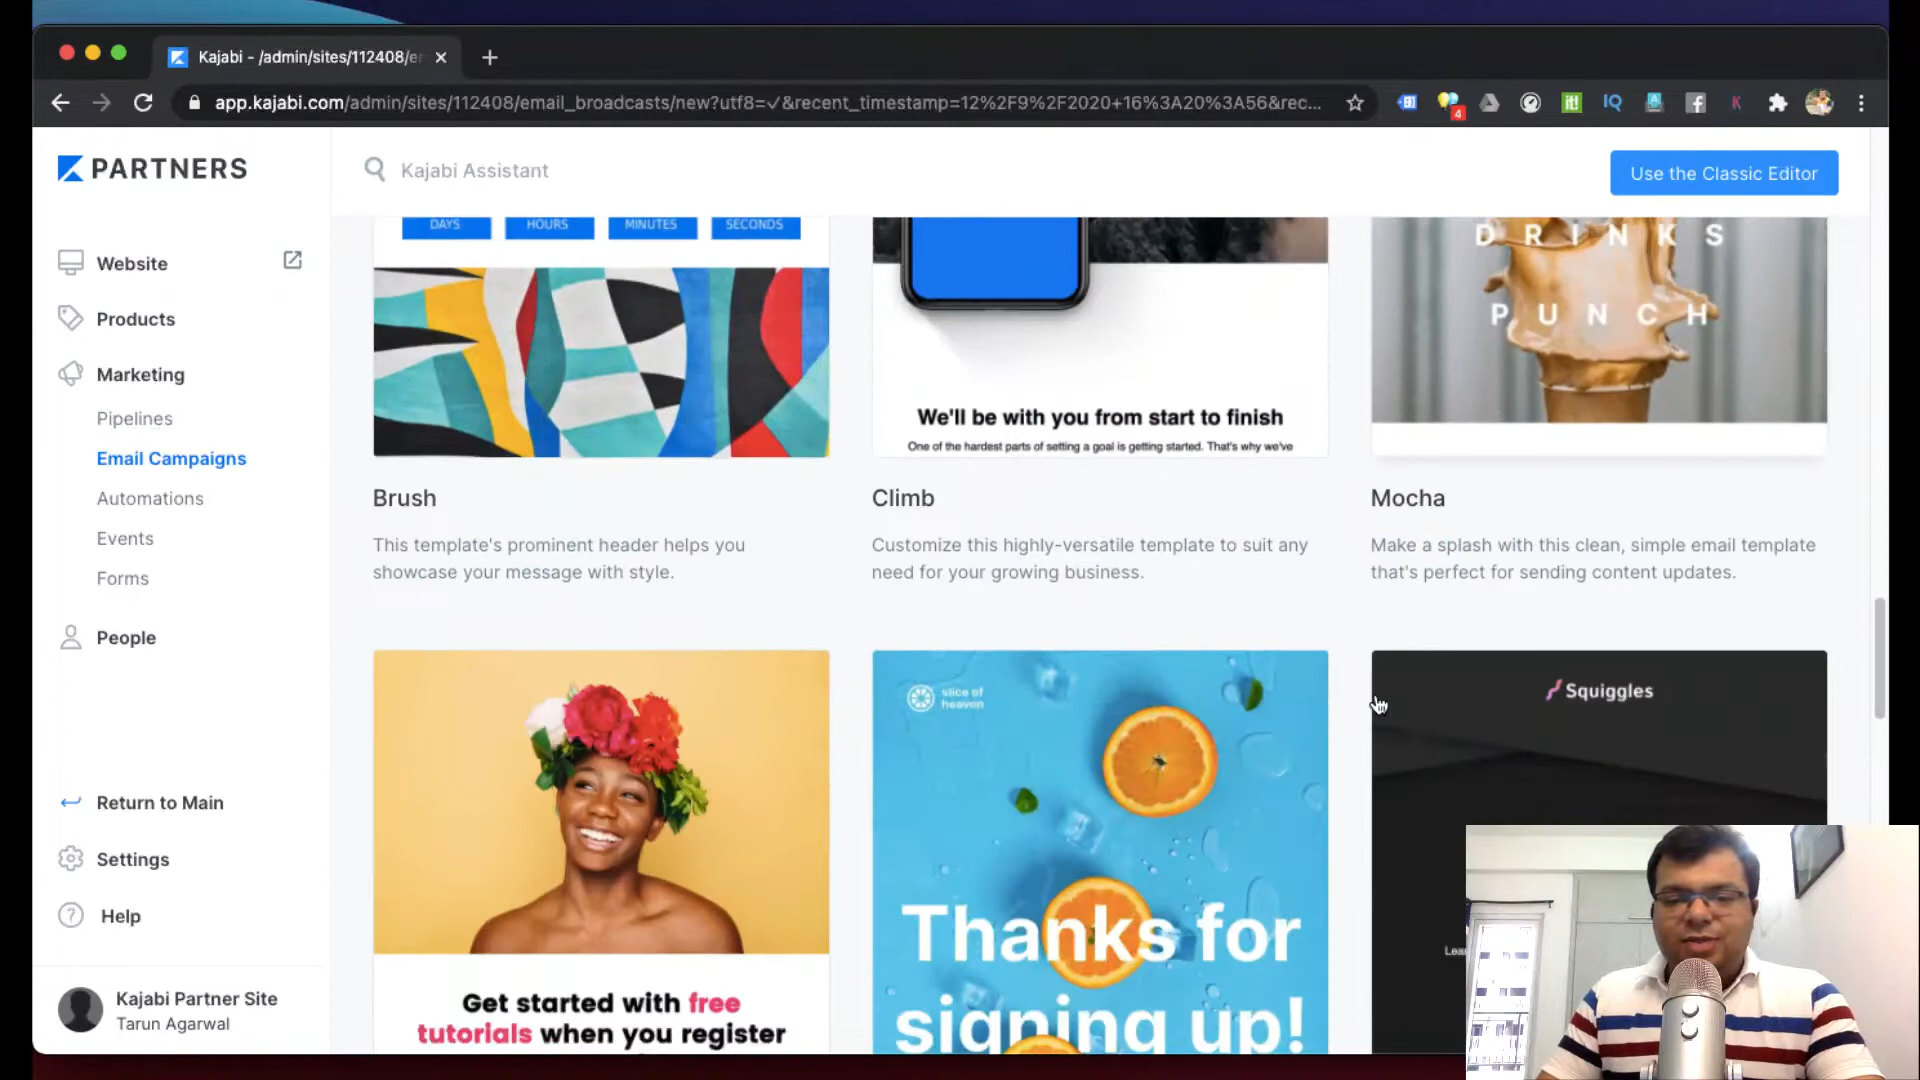 Kajabi - /admin/sites/112408/e
app.kajabi.com/admin/sites/112408/email_broadcasts/new?utf8=✓&recent_timestamp=12%2F9%2F2020+16%3A20%3A56&rec...
4
PARTNERS
Kajabi Assistant
Use the Classic Editor
Website
Products
Marketing
Pipelines
Email Campaigns
Automations
Events
Forms
People
Return to Main
Settings
Help
Kajabi Partner Site
Tarun Agarwal
DAYS HOURS MINUTES SECONDS
We'll be with you from start to finish
One of the hardest parts of setting a goal is getting started. That's why we've
DRINKS
PUNCH
Brush
This template's prominent header helps you
showcase your message with style.
Climb
Customize this highly-versatile template to suit any
need for your growing business.
Mocha
Make a splash with this clean, simple email template
that's perfect for sending content updates.
Get started with free
tutorials when you register
slice of
heaven
Thanks for
signing up!
Squiggles